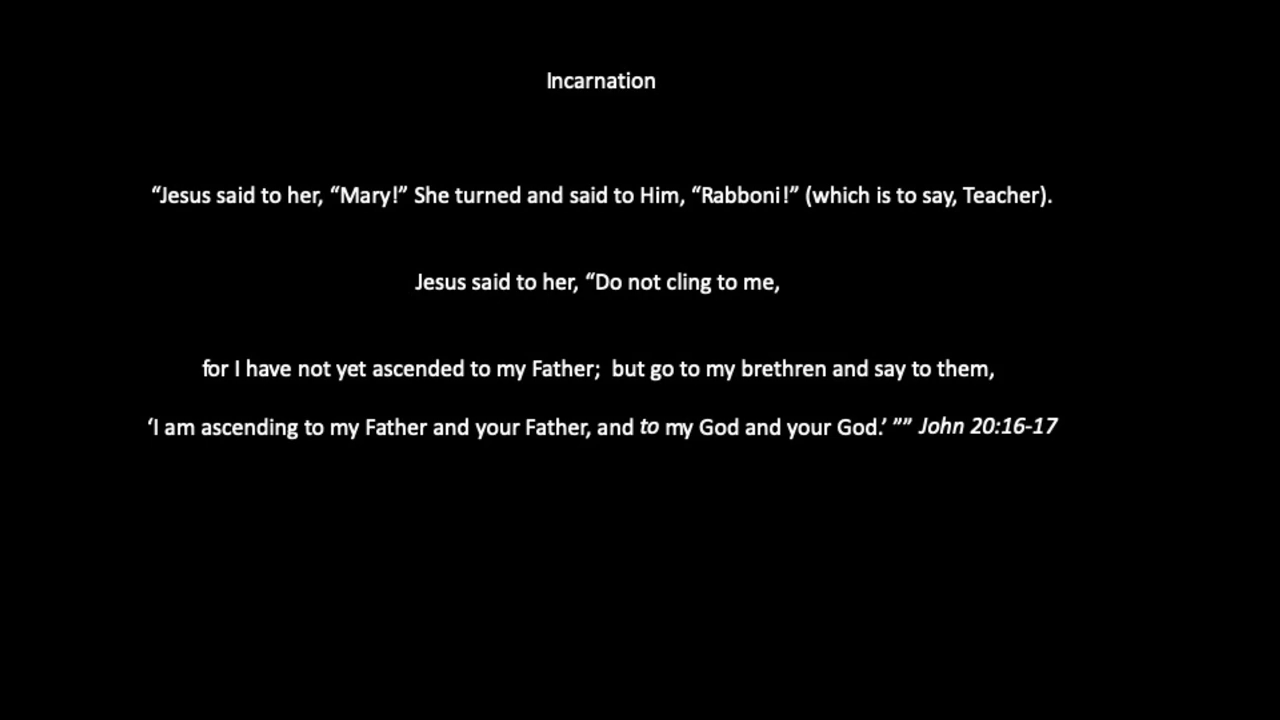 Incarnation
“Jesus said to her, “Mary!” She turned and said to Him, “Rabboni!” (which is to say, Teacher).
Jesus said to her, “Do not cling to me,
for I have not yet ascended to my Father;  but go to my brethren and say to them,
‘I am ascending to my Father and your Father, and to my God and your God.’ ”” John 20:16-17